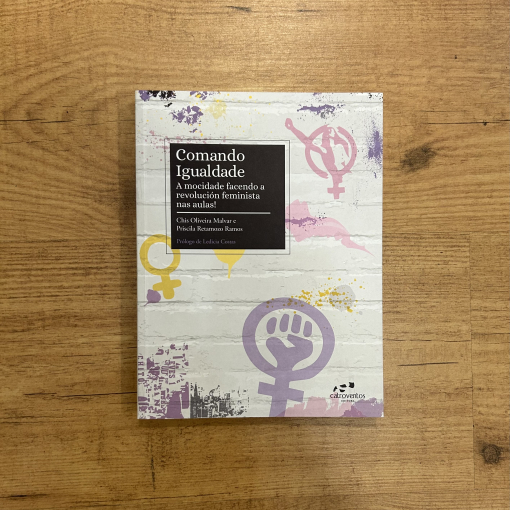 Comando
Igualdade
A mocidade facendo a
revolución feminista
nas aulas!
Chis Oliveira Malvar e
Priscila Retamozo Ramos
Prólogo de Ledicia Costas
catroventos